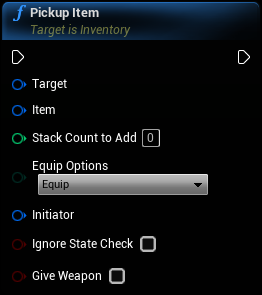 Pickup Item
Target is Inventory
Target
Item
Stack Count to Add 0
Equip Options
Equip
Initiator
Ignore State Check
Give Weapon